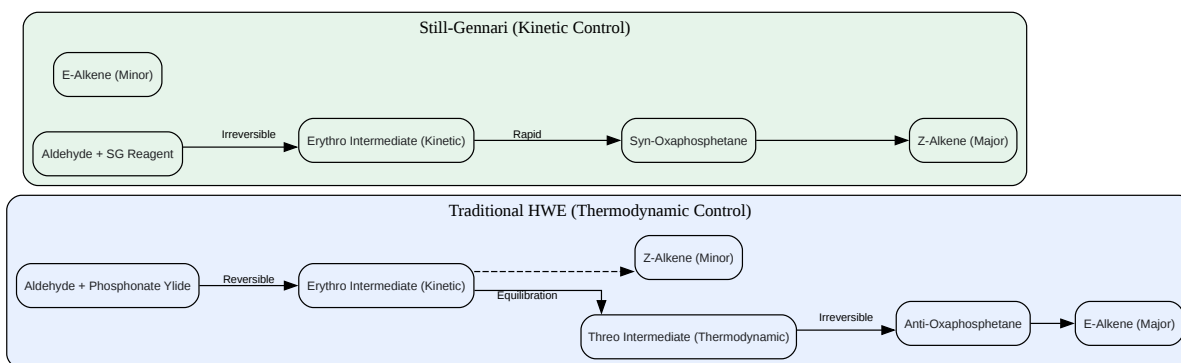 Still-Gennari (Kinetic Control)
E-Alkene (Minor)
Aldehyde + SG Reagent
Irreversible
Erythro Intermediate (Kinetic)
Rapid
Syn-Oxaphosphetane
Z-Alkene (Major)
Traditional HWE (Thermodynamic Control)
Aldehyde + Phosphonate Ylide
Reversible
Erythro Intermediate (Kinetic)
Z-Alkene (Minor)
Equilibration
Threo Intermediate (Thermodynamic)
Irreversible
Anti-Oxaphosphetane
E-Alkene (Major)